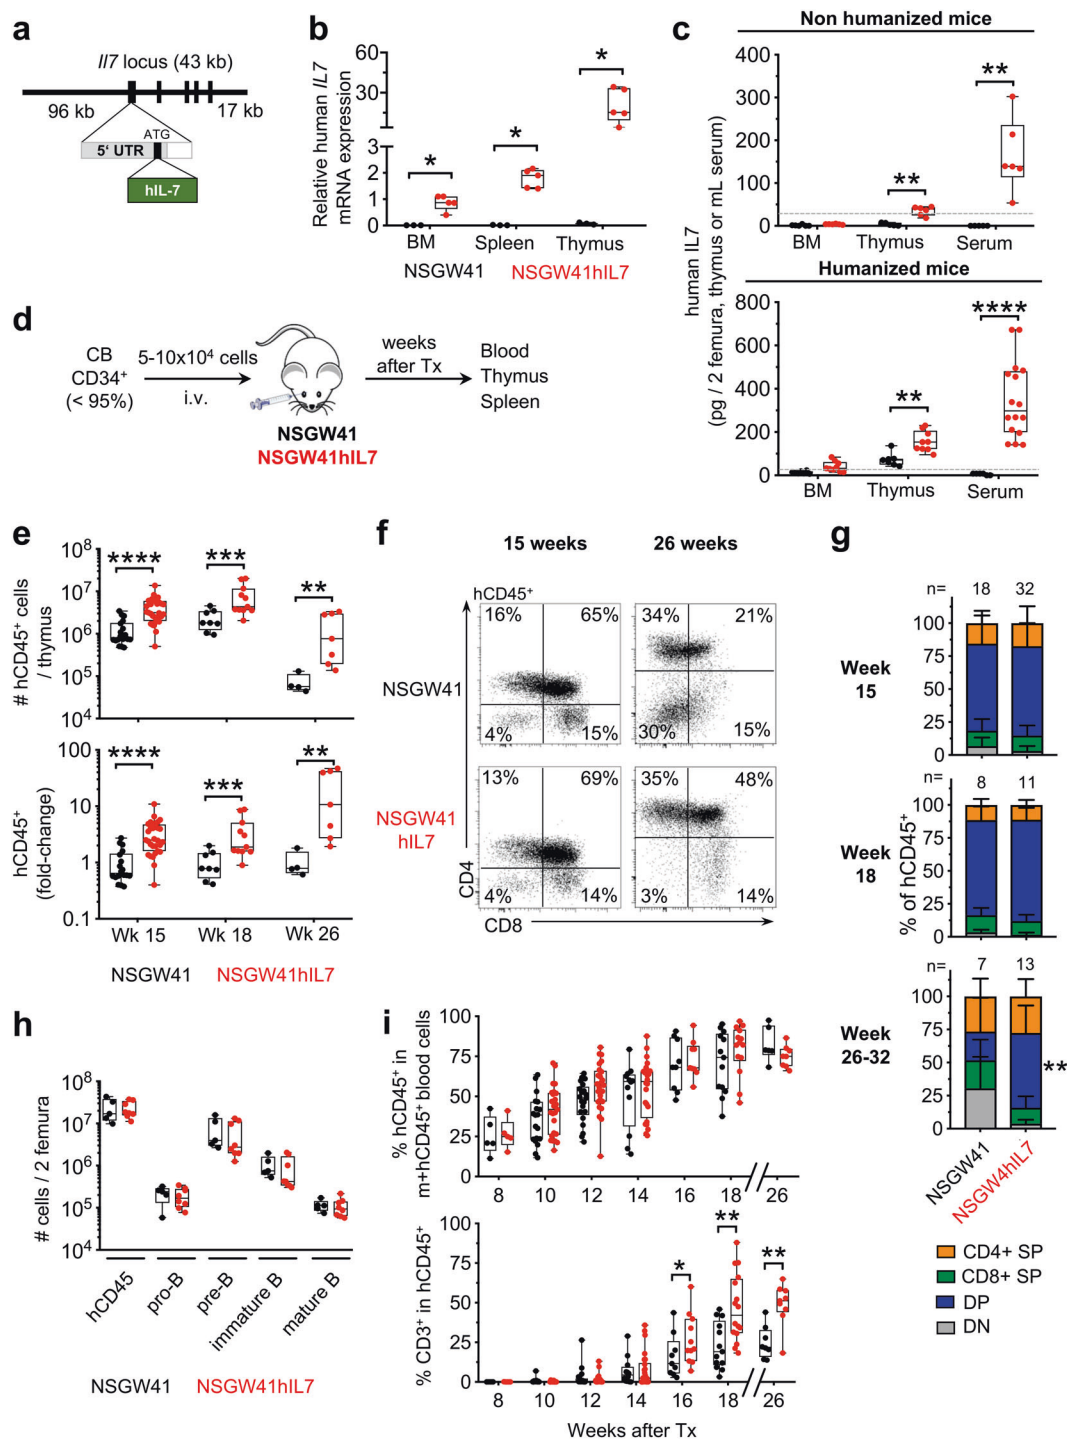 a
Il7 locus (43 kb)
96 kb
17 kb
ATG
5' UTR
hIL-7
b
Relative human IL7
mRNA expression
60
30
3
2
1
0
*
*
*
BM
Spleen
Thymus
NSGW41
NSGW41hIL7
c
Non humanized mice
human IL7
(pg / 2 femura, thymus or mL serum)
400
300
200
100
0
**
**
BM
Thymus
Serum
Humanized mice
800
600
400
200
0
**
****
BM
Thymus
Serum
d
CB
CD34+
(< 95%)
5-10x10⁴ cells
i.v.
NSGW41
NSGW41hIL7
weeks
after Tx
Blood
Thymus
Spleen
e
# hCD45+ cells
/ thymus
10⁸
10⁷
10⁶
10⁵
10⁴
****
***
**
hCD45+
(fold-change)
100
10
1
0.1
****
***
**
Wk 15
Wk 18
Wk 26
NSGW41
NSGW41hIL7
f
15 weeks
26 weeks
hCD45+
NSGW41
16%
65%
4%
15%
34%
21%
30%
15%
NSGW41
hIL7
13%
69%
4%
14%
35%
48%
3%
14%
CD4
CD8
g
% of hCD45+
n=
18
32
Week
15
100
75
50
25
0
n=
8
11
Week
18
100
75
50
25
0
n=
7
13
Week
26-32
100
75
50
25
0
**
NSGW41
NSGW4hIL7
CD4+ SP
CD8+ SP
DP
DN
h
# cells / 2 femura
10⁸
10⁷
10⁶
10⁵
10⁴
hCD45
pro-B
pre-B
immature B
mature B
NSGW41
NSGW41hIL7
i
% hCD45+ in
m+hCD45+ blood cells
100
75
50
25
0
8
10
12
14
16
18
26
% CD3+ in hCD45+
100
75
50
25
0
*
**
**
8
10
12
14
16
18
26
Weeks after Tx